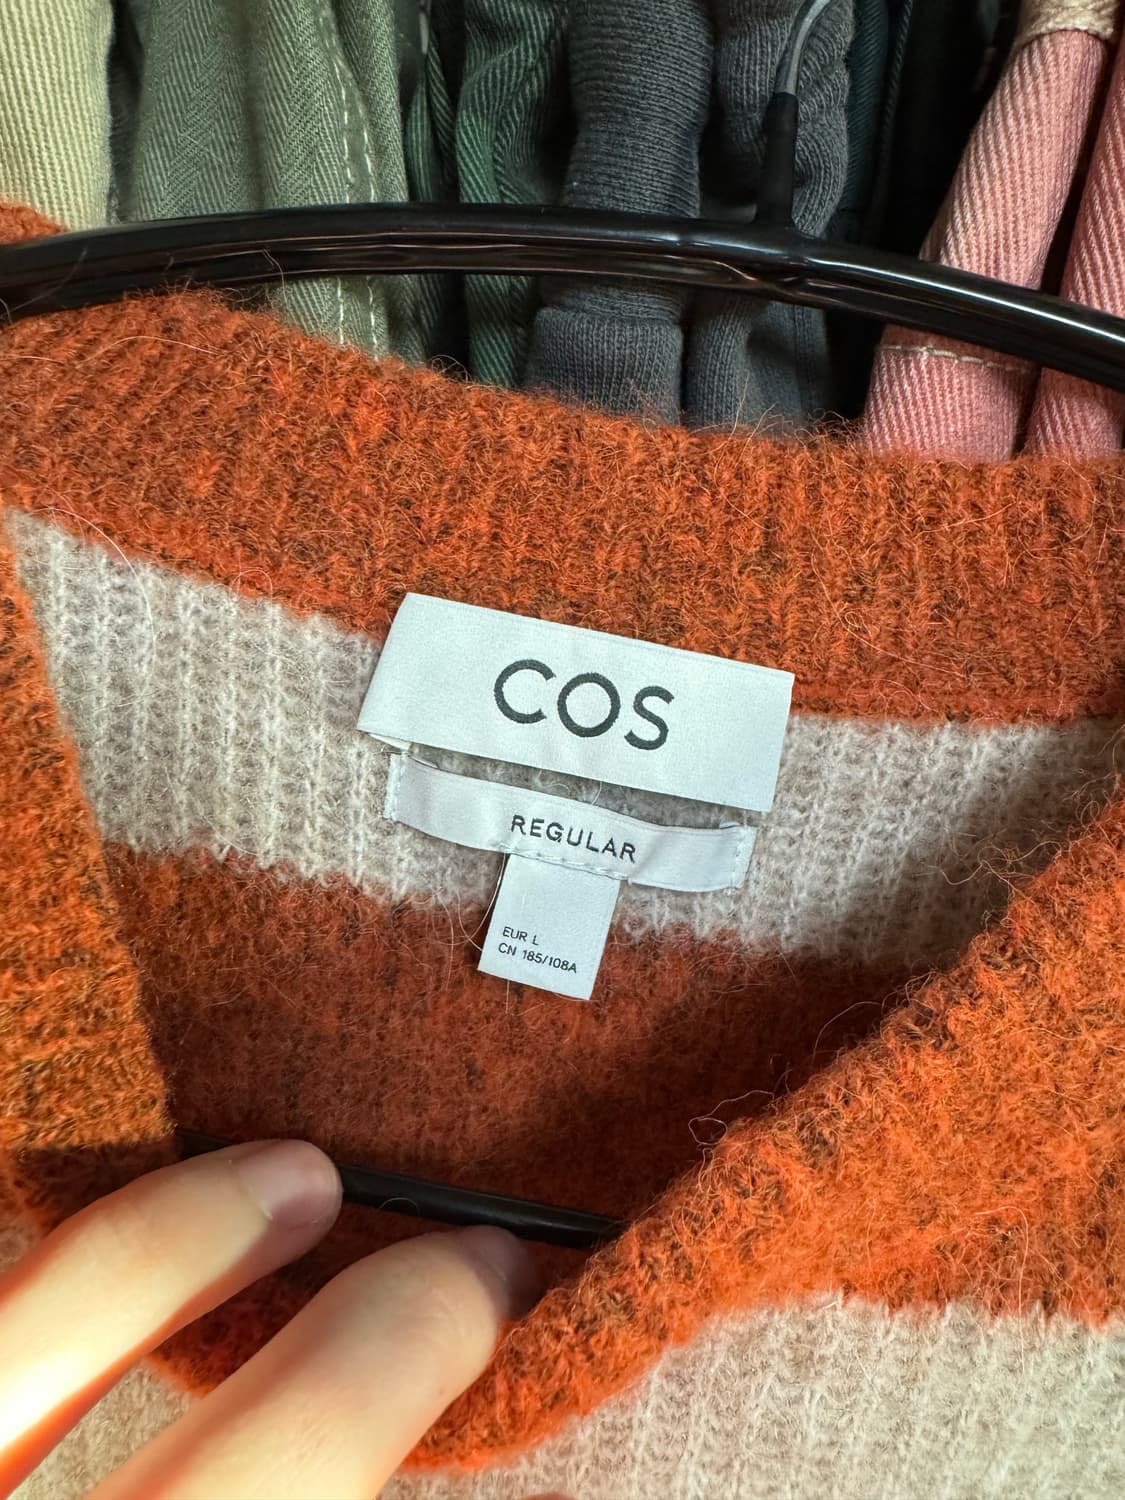 COS
REGULAR
EUR L
CN 185/108A